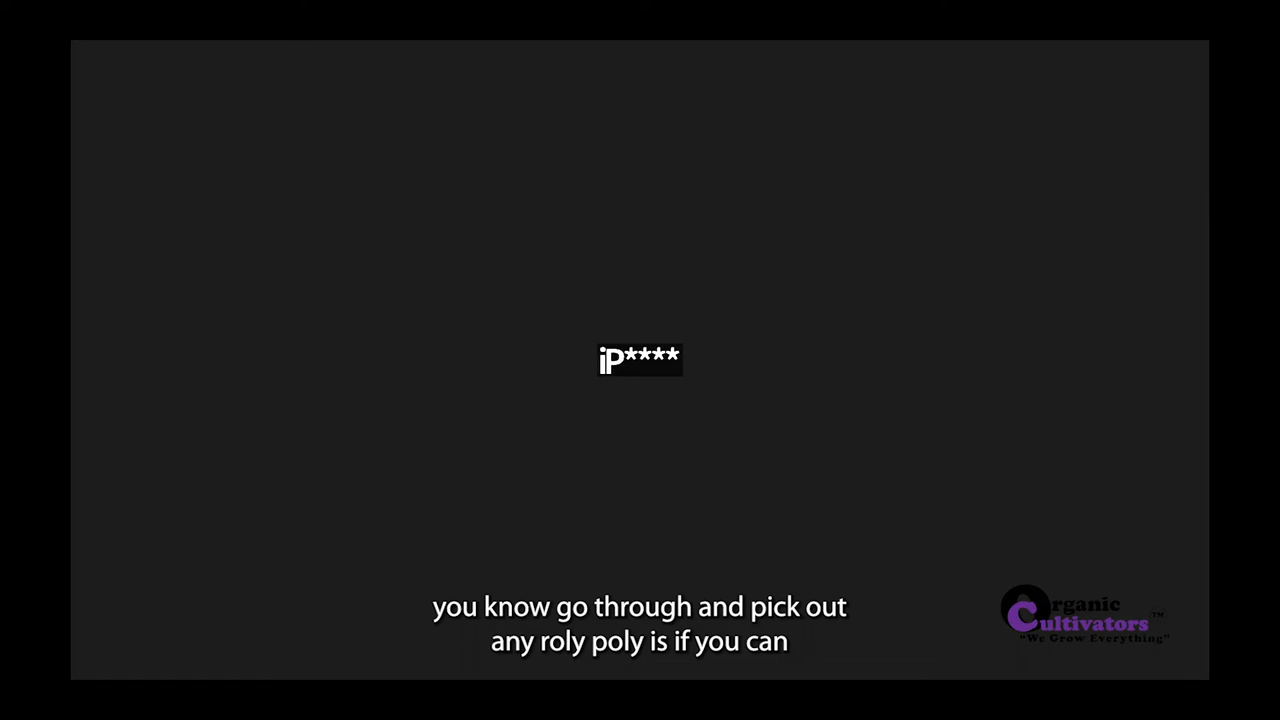 iP****
you know go through and pick out
any roly poly is if you can
Organic
Cultivators™
"We Grow Everything"